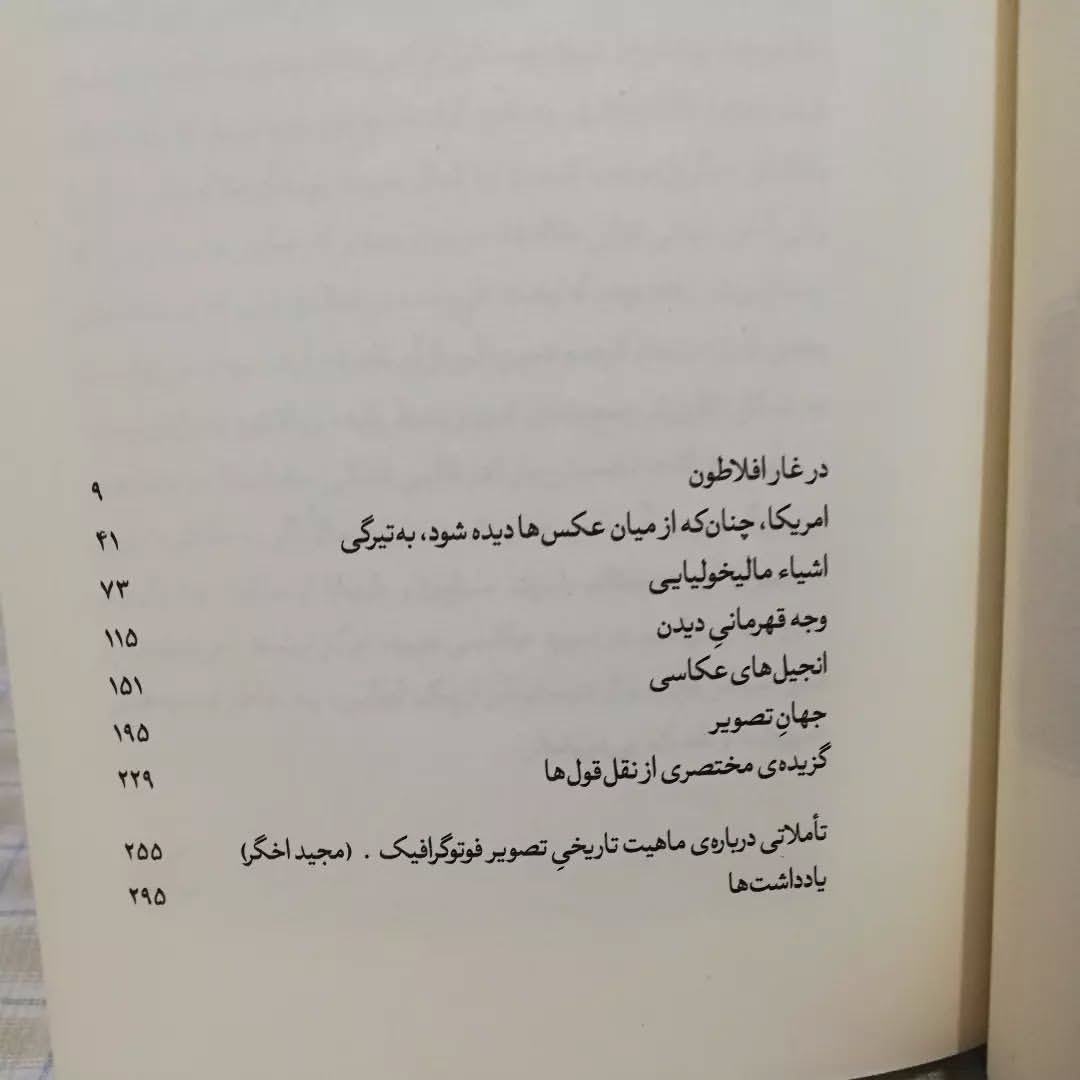 در غار افلاطون ۹
امریکا، چنان‌که از میان عکس‌ها دیده شود، به‌تیرگی ۴۱
اشیاء مالیخولیایی ۷۳
وجه قهرمانیِ دیدن ۱۱۵
انجیل‌های عکاسی ۱۵۱
جهانِ تصویر ۱۹۵
گزیده‌ی مختصری از نقل‌قول‌ها ۲۲۹
تأملاتی درباره‌ی ماهیت تاریخیِ تصویر فوتوگرافیک . (مجید اخگر) ۲۵۵
یادداشت‌ها ۲۹۵